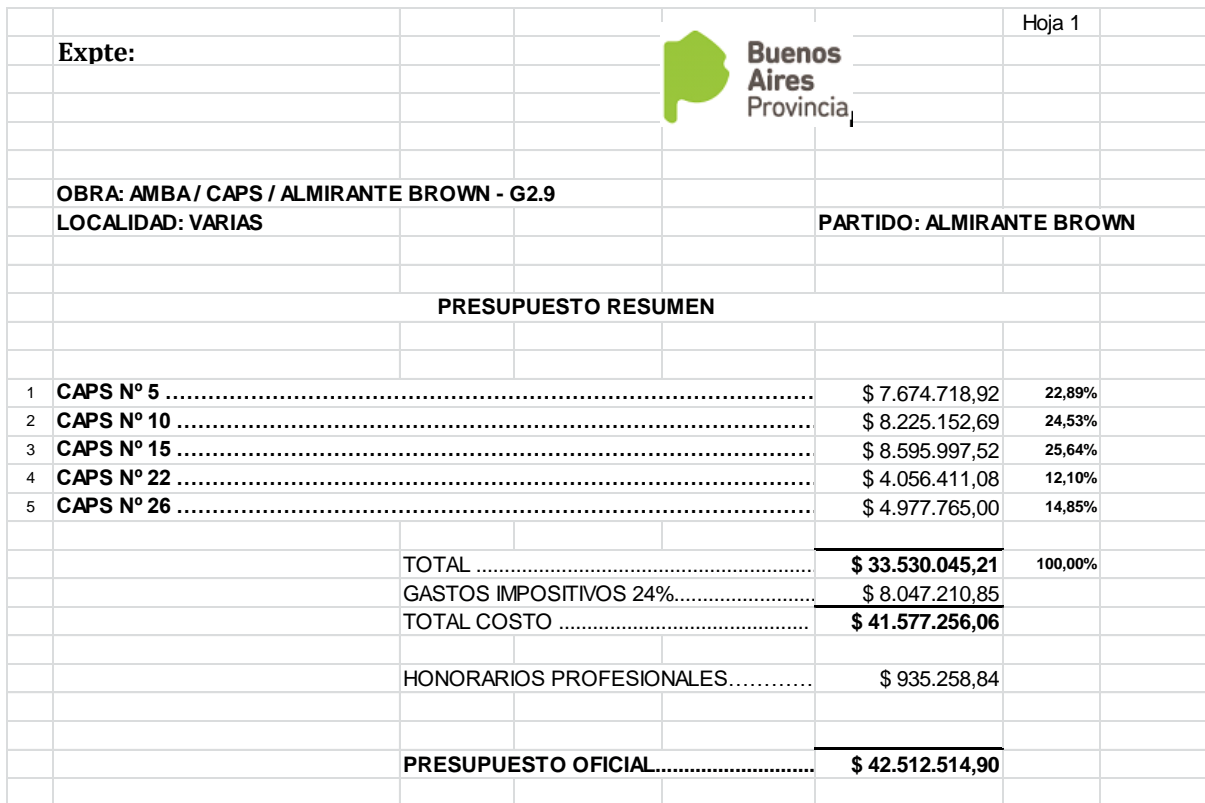 Hoja 1
Expte:
Buenos
Aires
Provincia
OBRA: AMBA / CAPS / ALMIRANTE BROWN - G2.9
LOCALIDAD: VARIAS PARTIDO: ALMIRANTE BROWN
PRESUPUESTO RESUMEN
1 CAPS Nº 5 ........................................ $ 7.674.718,92 22,89%
2 CAPS Nº 10 ........................................ $ 8.225.152,69 24,53%
3 CAPS Nº 15 ........................................ $ 8.595.997,52 25,64%
4 CAPS Nº 22 ........................................ $ 4.056.411,08 12,10%
5 CAPS Nº 26 ........................................ $ 4.977.765,00 14,85%
TOTAL ........................................ $ 33.530.045,21 100,00%
GASTOS IMPOSITIVOS 24%......................... $ 8.047.210,85
TOTAL COSTO ........................................ $ 41.577.256,06
HONORARIOS PROFESIONALES............ $ 935.258,84
PRESUPUESTO OFICIAL............................ $ 42.512.514,90